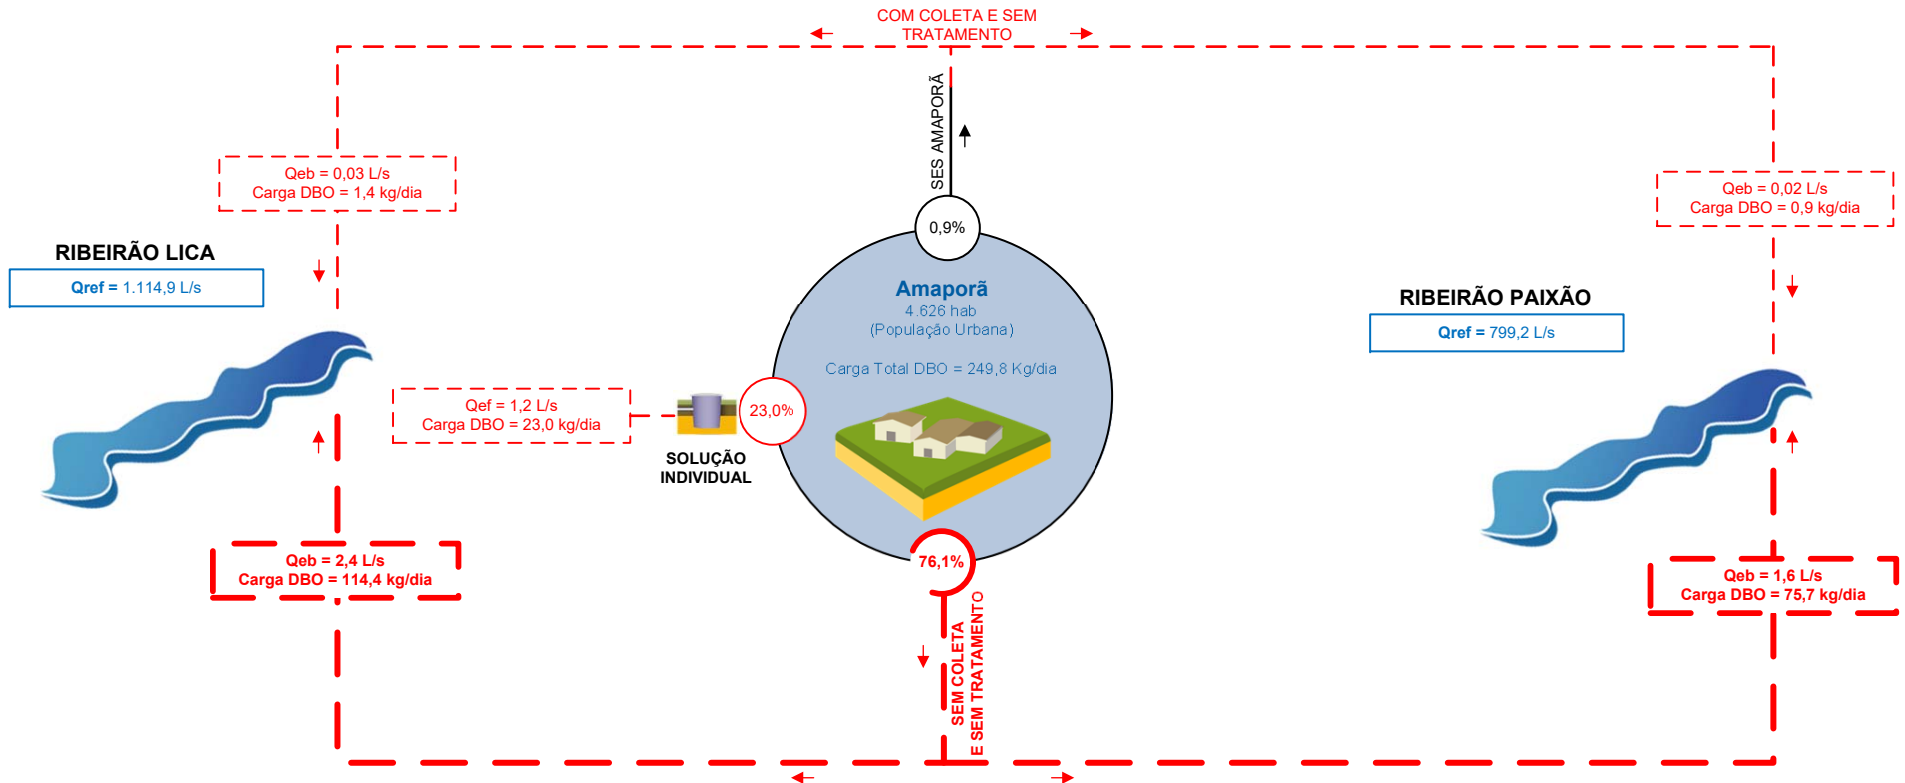 COM COLETA E SEM
TRATAMENTO
SES AMAPORÃ
Qeb = 0,03 L/s
Carga DBO = 1,4 kg/dia
Qeb = 0,02 L/s
Carga DBO = 0,9 kg/dia
0,9%
RIBEIRÃO LICA
Qref = 1.114,9 L/s
Amaporã
4.626 hab
(População Urbana)
Carga Total DBO = 249,8 Kg/dia
RIBEIRÃO PAIXÃO
Qref = 799,2 L/s
Qef = 1,2 L/s
Carga DBO = 23,0 kg/dia
23,0%
SOLUÇÃO
INDIVIDUAL
Qeb = 2,4 L/s
Carga DBO = 114,4 kg/dia
76,1%
Qeb = 1,6 L/s
Carga DBO = 75,7 kg/dia
SEM COLETA
E SEM TRATAMENTO